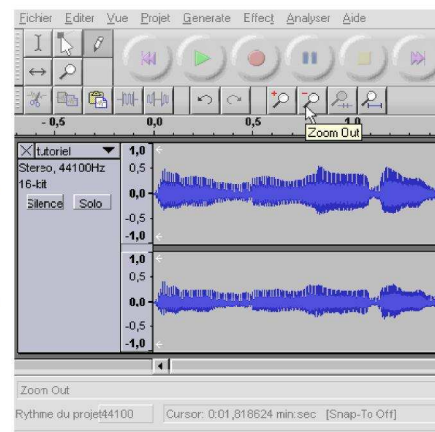 Fichier Editer Vue Projet Generate Effect Analyser Aide
- 0,5 0,0 0,5 1,0
Zoom Out
X tutoriel
Stereo, 44100Hz
16-bit
Silence Solo
1,0
0,5
0,0
-0,5
-1,0
1,0
0,5
0,0
-0,5
-1,0
Zoom Out
Rythme du projet44100 Cursor: 0:01,818624 min:sec [Snap-To Off]